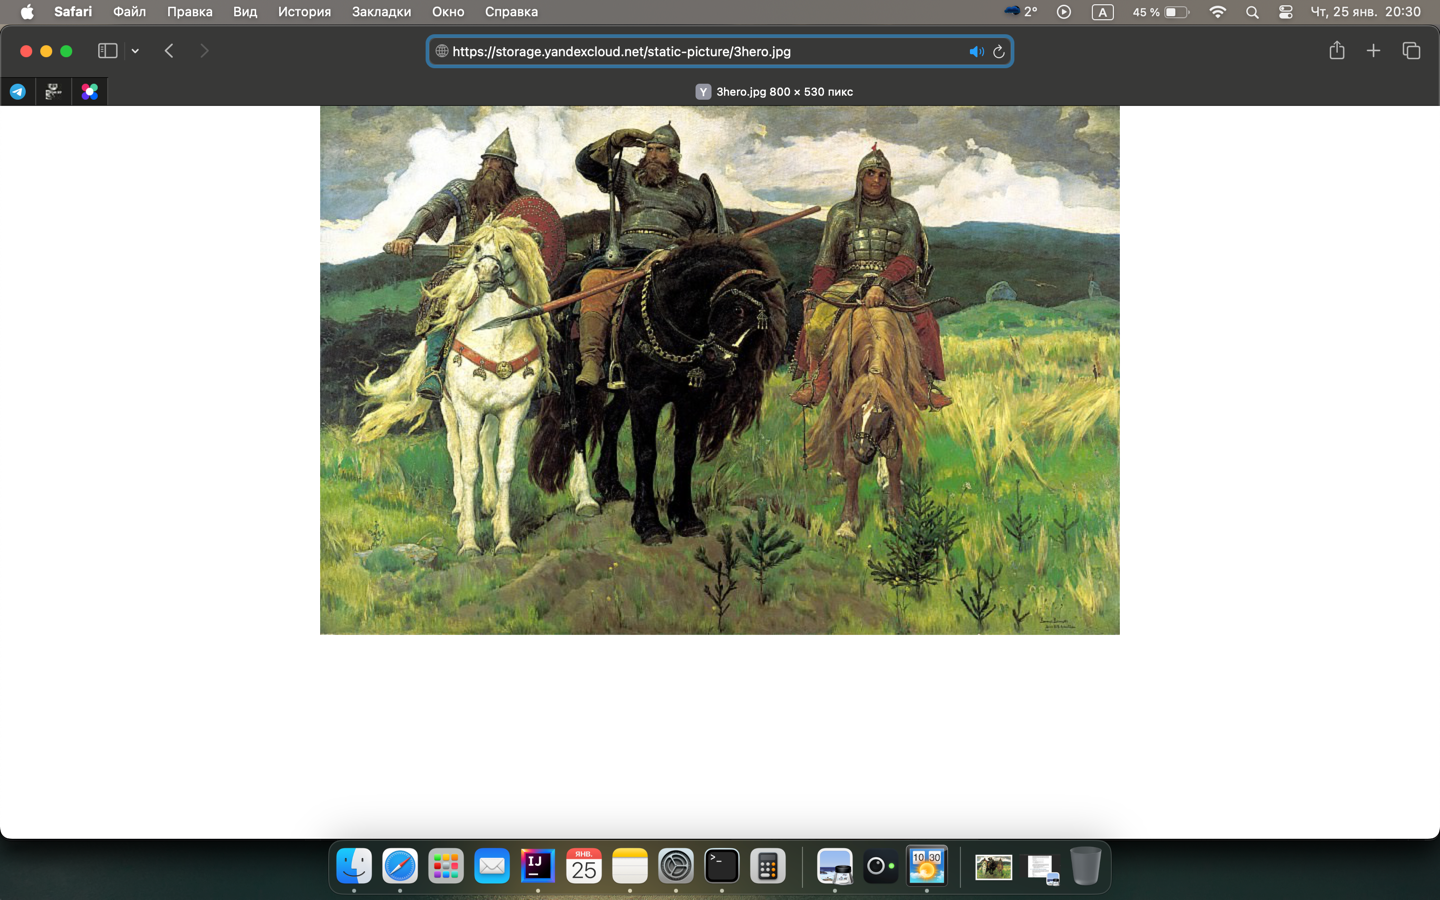 Safari Файл Правка Вид История Закладки Окно Справка 2° A 45 % Чт, 25 янв. 20:30
https://storage.yandexcloud.net/static-picture/3hero.jpg
Y 3hero.jpg 800 × 530 пикс
IJ
ЯНВ.
25
>_
10 30